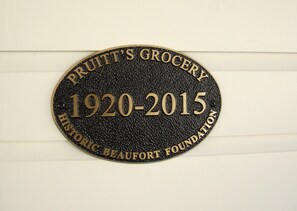 PRUITT'S GROCERY
1920-2015
HISTORIC BEAUFORT FOUNDATION